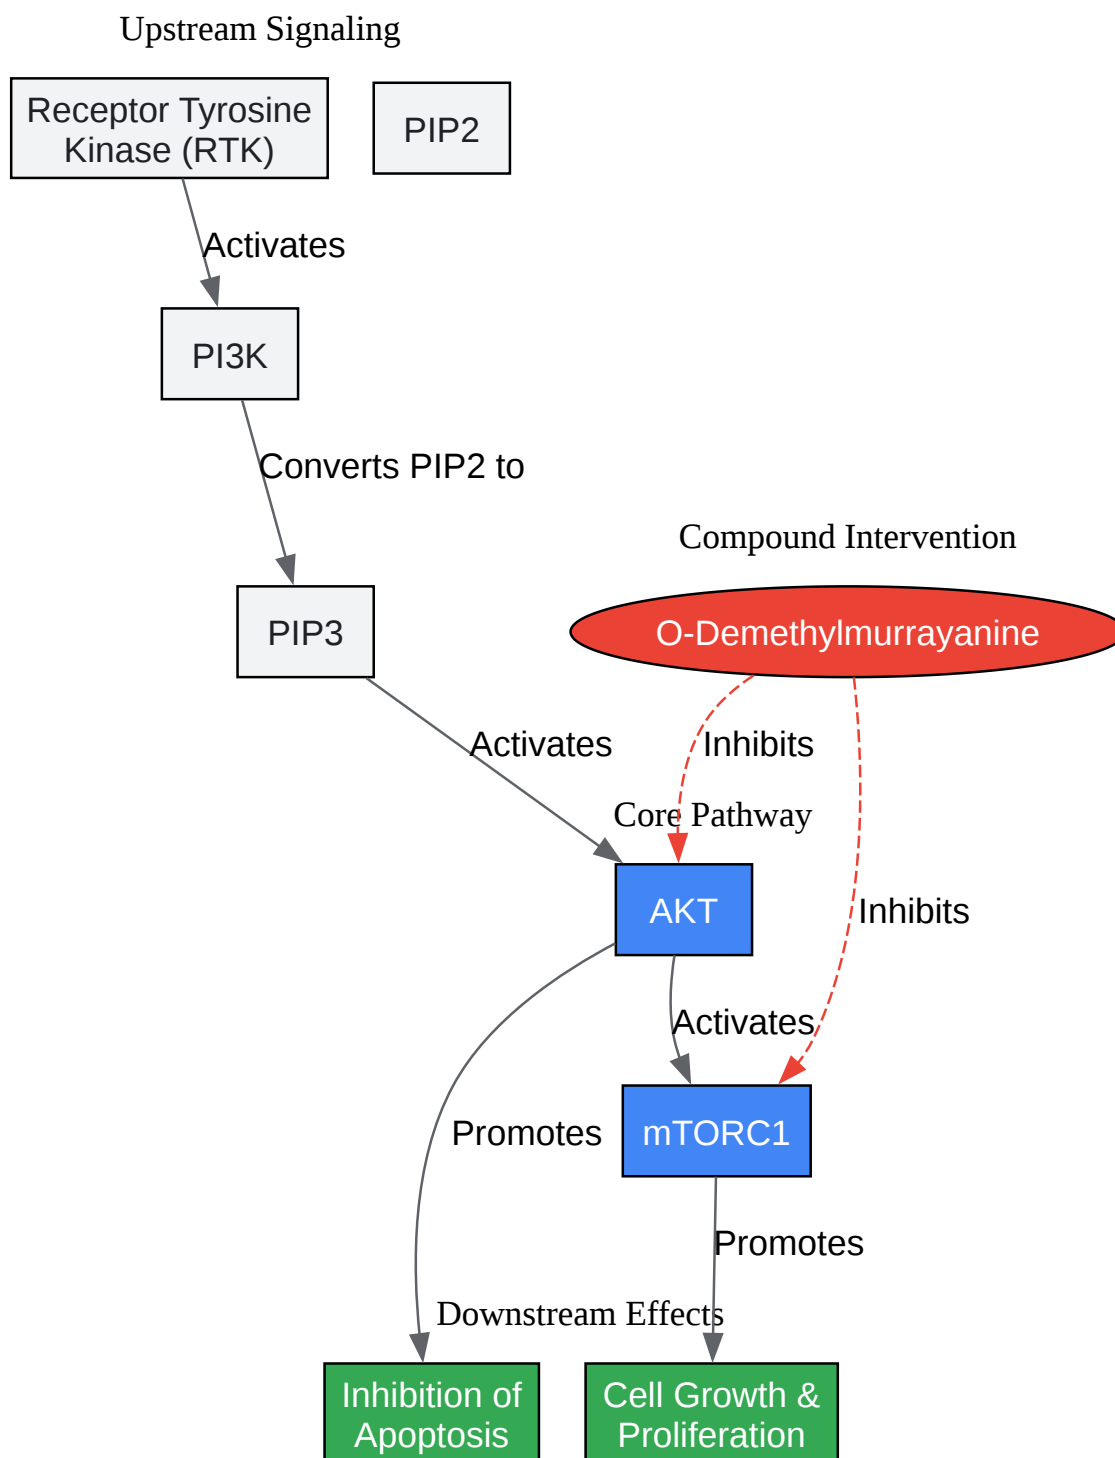 Upstream Signaling
Receptor Tyrosine
Kinase (RTK)
PIP2
Activates
PI3K
Converts PIP2 to
Compound Intervention
PIP3
O-Demethylmurrayanine
Activates
Inhibits
Core Pathway
AKT
Inhibits
Activates
Promotes
mTORC1
Promotes
Downstream Effects
Inhibition of
Apoptosis
Cell Growth &
Proliferation